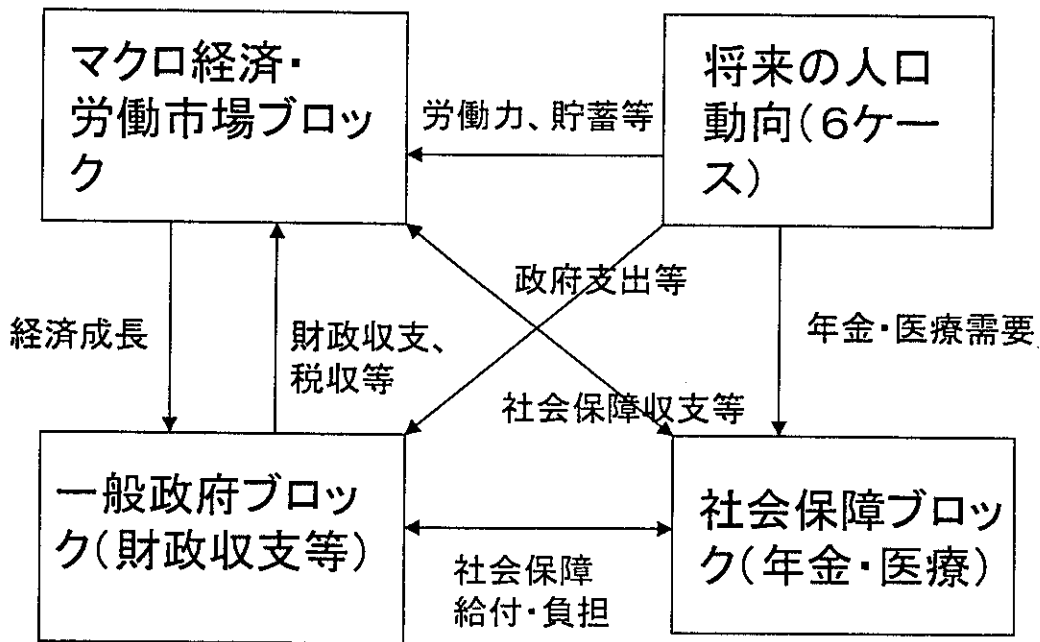 マクロ経済・
労働市場ブロッ
ク
労働力、貯蓄等
将来の人口
動向(6ケー
ス)
政府支出等
経済成長
財政収支、
税収等
年金・医療需要
社会保障収支等
一般政府ブロッ
ク(財政収支等)
社会保障
給付・負担
社会保障ブロッ
ク(年金・医療)